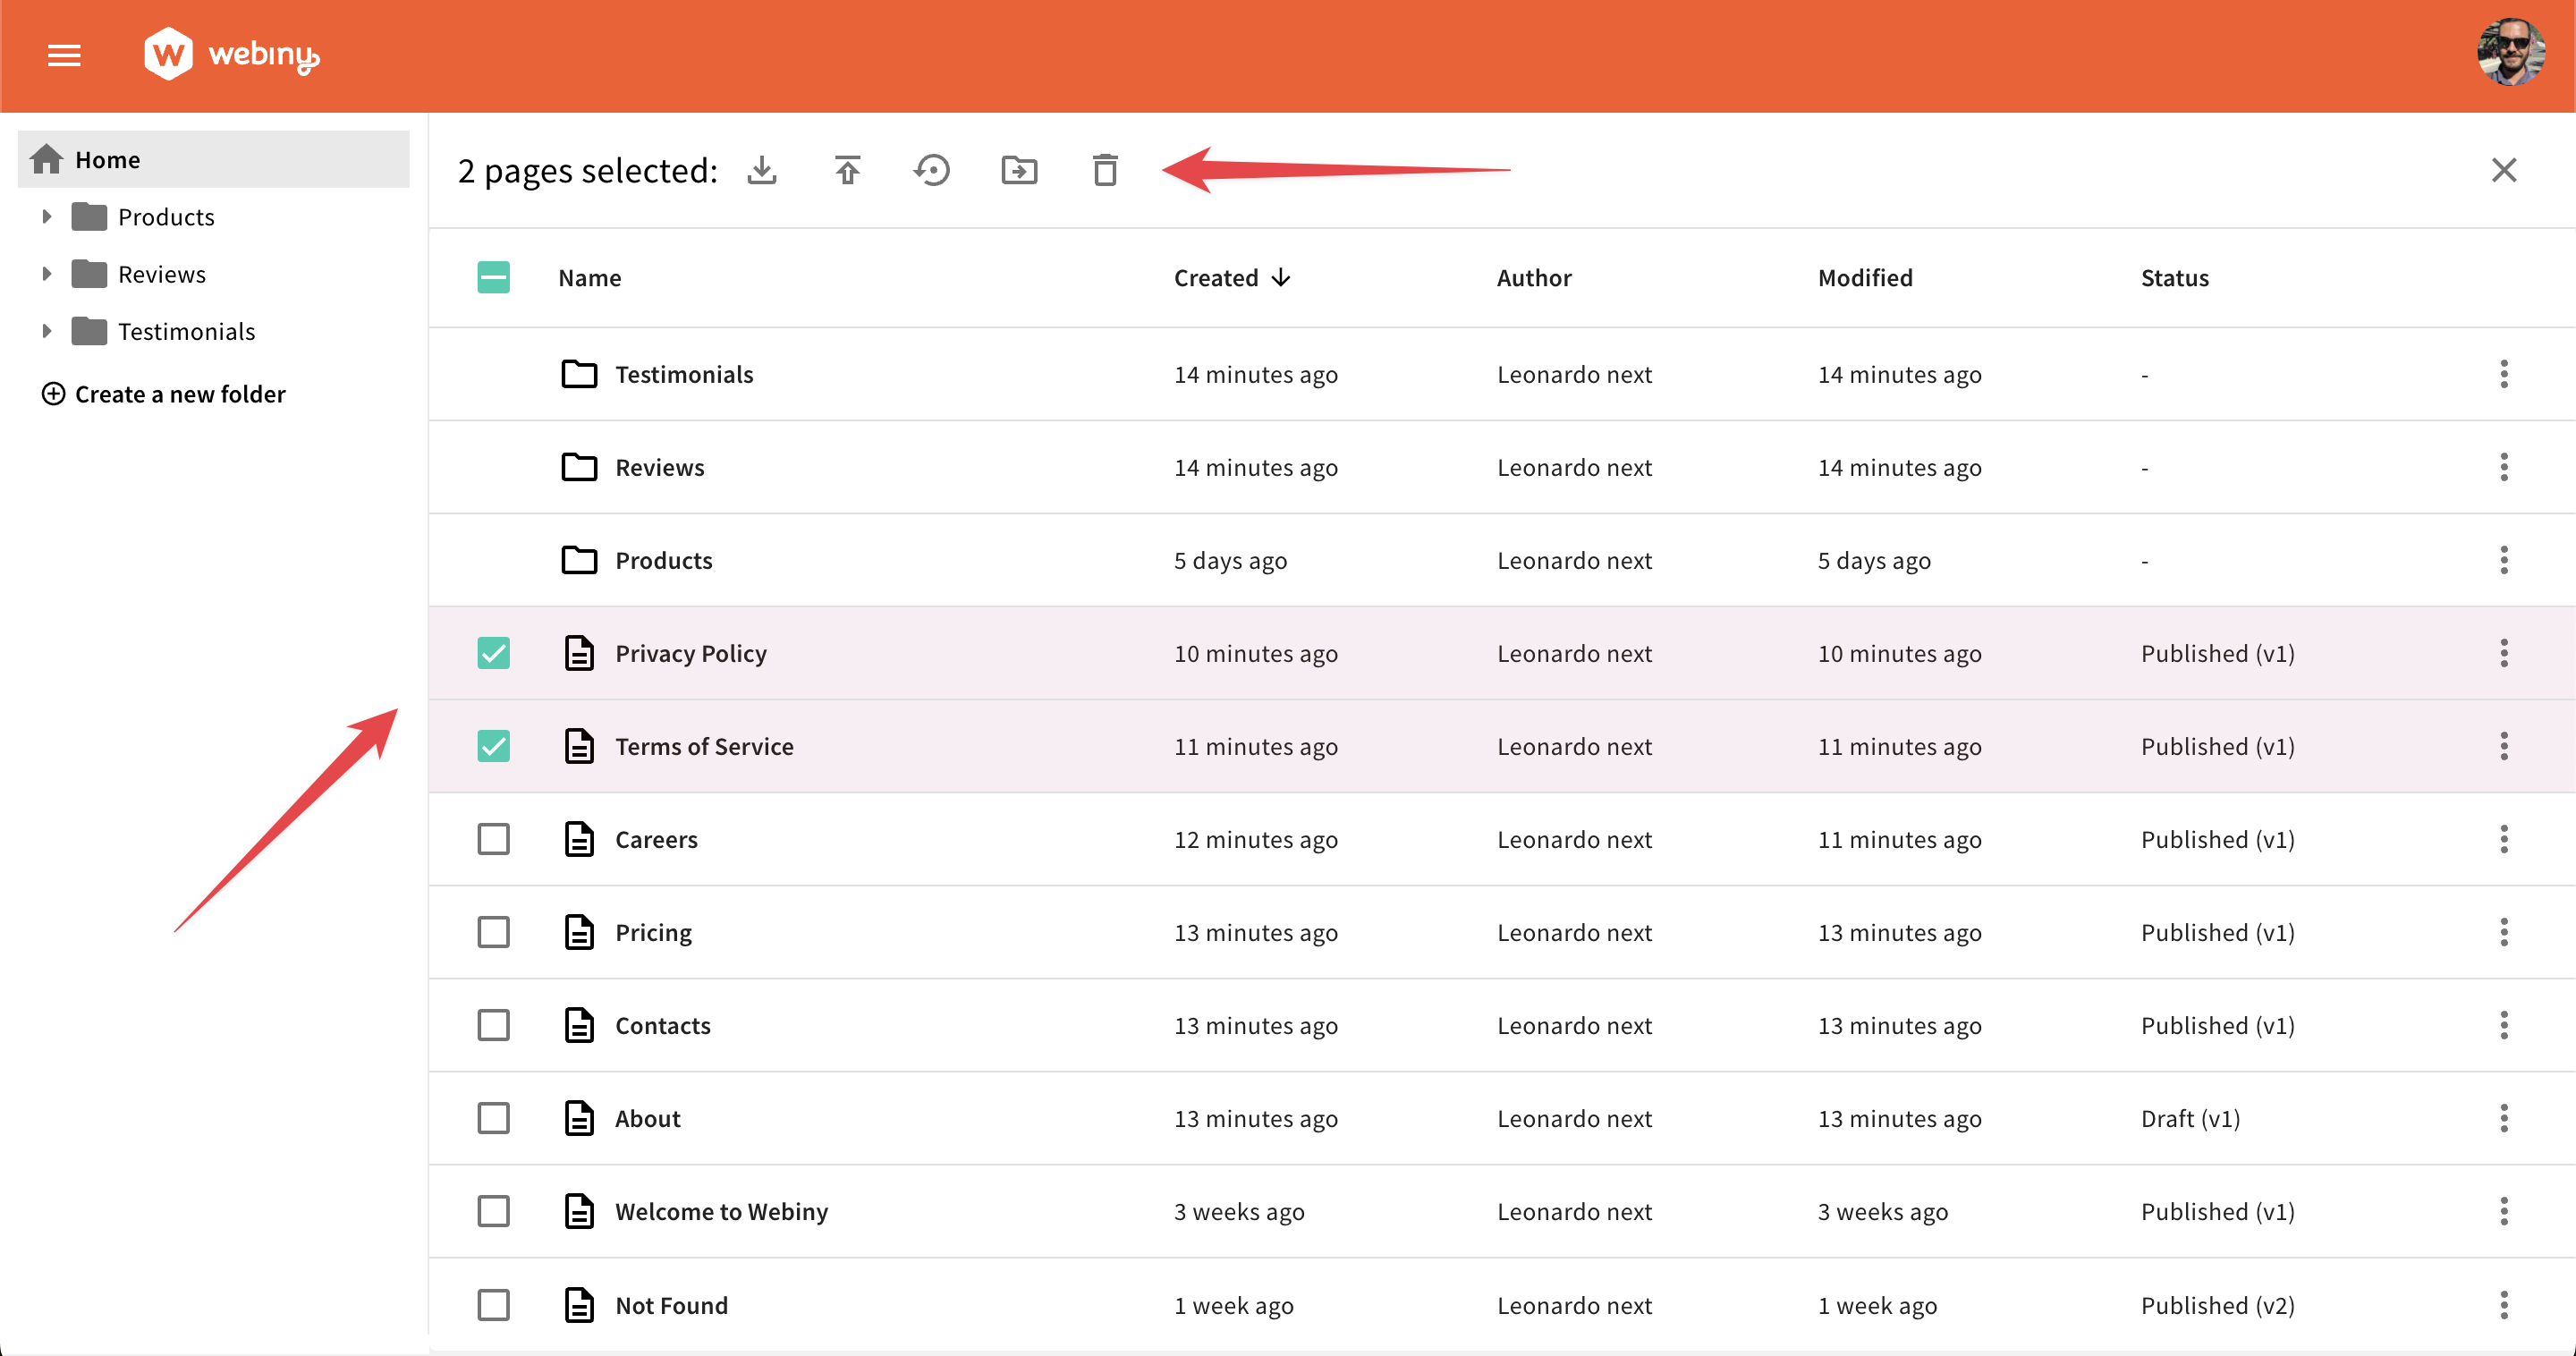 webiny
Home
Products
Reviews
Testimonials
Create a new folder
2 pages selected:
Name Created Author Modified Status
Testimonials 14 minutes ago Leonardo next 14 minutes ago -
Reviews 14 minutes ago Leonardo next 14 minutes ago -
Products 5 days ago Leonardo next 5 days ago -
Privacy Policy 10 minutes ago Leonardo next 10 minutes ago Published (v1)
Terms of Service 11 minutes ago Leonardo next 11 minutes ago Published (v1)
Careers 12 minutes ago Leonardo next 11 minutes ago Published (v1)
Pricing 13 minutes ago Leonardo next 13 minutes ago Published (v1)
Contacts 13 minutes ago Leonardo next 13 minutes ago Published (v1)
About 13 minutes ago Leonardo next 13 minutes ago Draft (v1)
Welcome to Webiny 3 weeks ago Leonardo next 3 weeks ago Published (v1)
Not Found 1 week ago Leonardo next 1 week ago Published (v2)